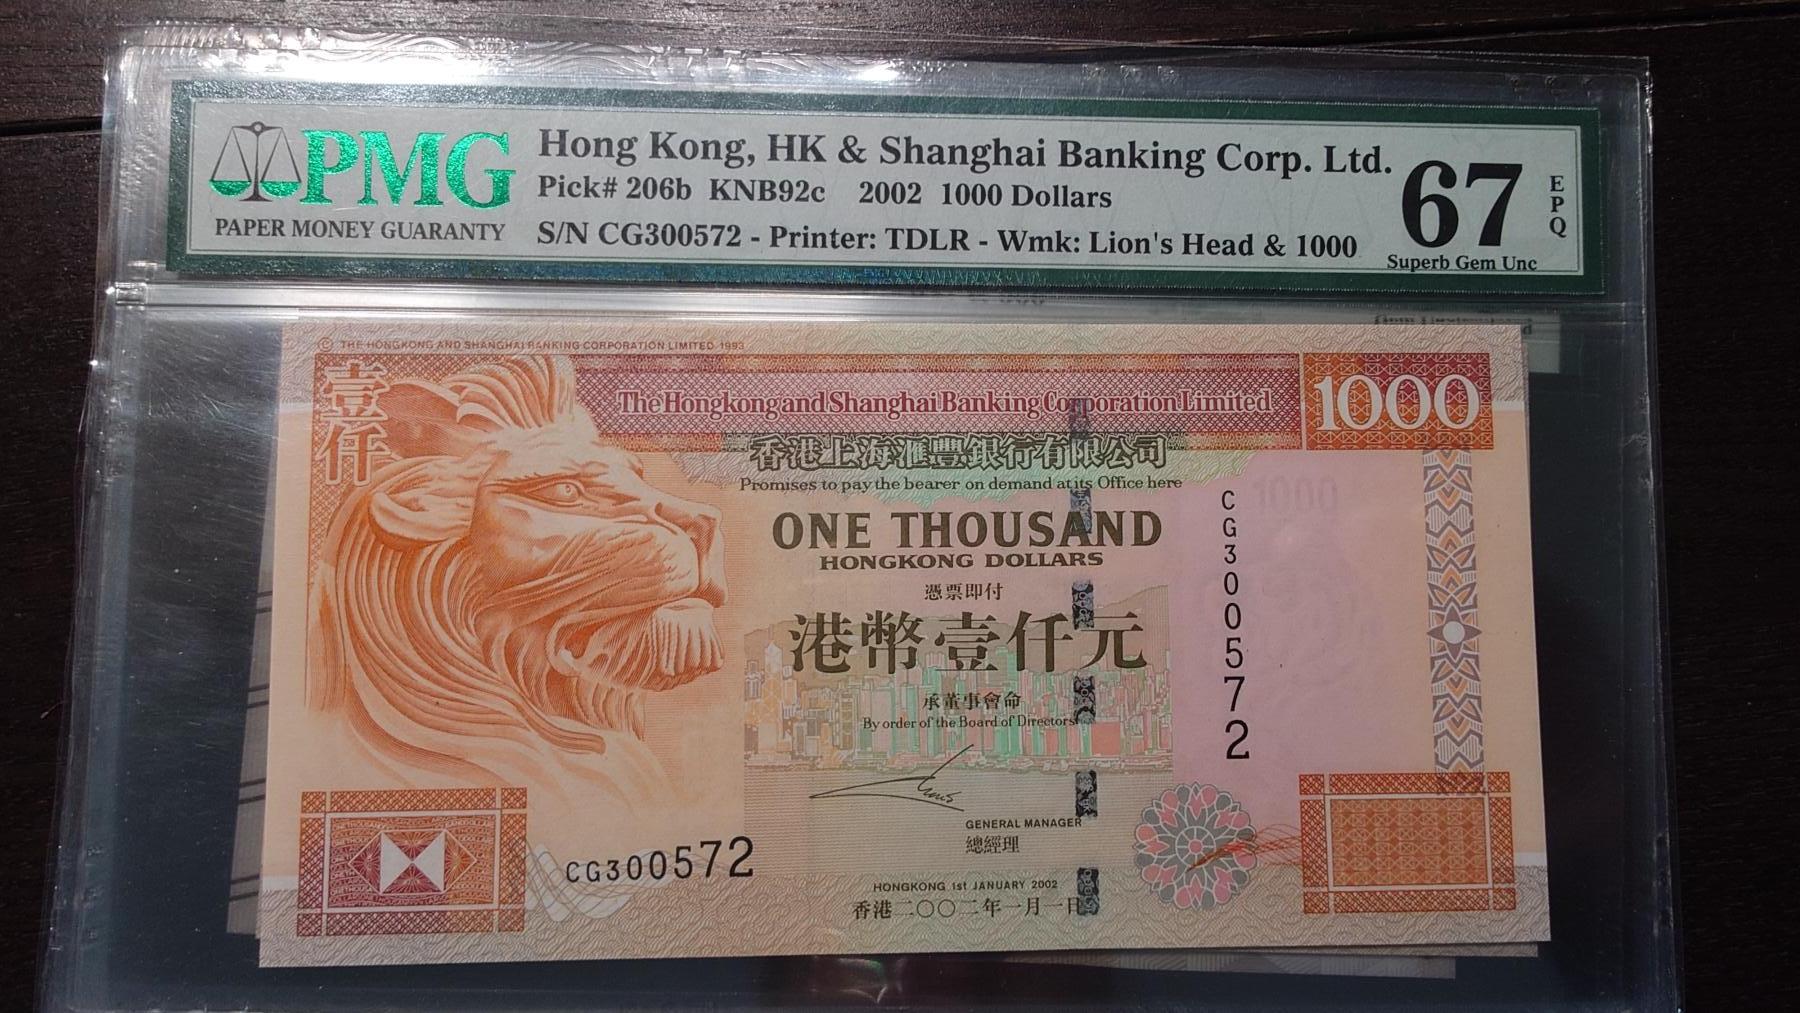 PMG
PAPER MONEY GUARANTY
Hong Kong, HK & Shanghai Banking Corp. Ltd.
Pick# 206b KNB92c 2002 1000 Dollars
S/N CG300572 - Printer: TDLR - Wmk: Lion's Head & 1000
67
EPQ
Superb Gem Unc
© THE HONGKONG AND SHANGHAI BANKING CORPORATION LIMITED 1993
壹仟
The Hongkong and Shanghai Banking Corporation Limited
1000
香港上海滙豐銀行有限公司
Promises to pay the bearer on demand at its Office here
ONE THOUSAND
HONGKONG DOLLARS
憑票即付
港幣壹仟元
承董事會命
By order of the Board of Directors
GENERAL MANAGER
總經理
CG300572
HONGKONG 1st JANUARY 2002
香港二〇〇二年一月一日
CG300572
1000